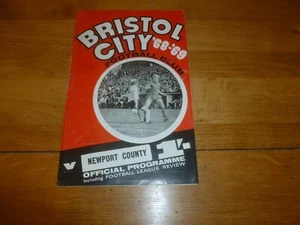 BRISTOL
CITY '68-'69
FOOTBALL CLUB
V
NEWPORT COUNTY
1/-
OFFICIAL PROGRAMME
including FOOTBALL LEAGUE REVIEW